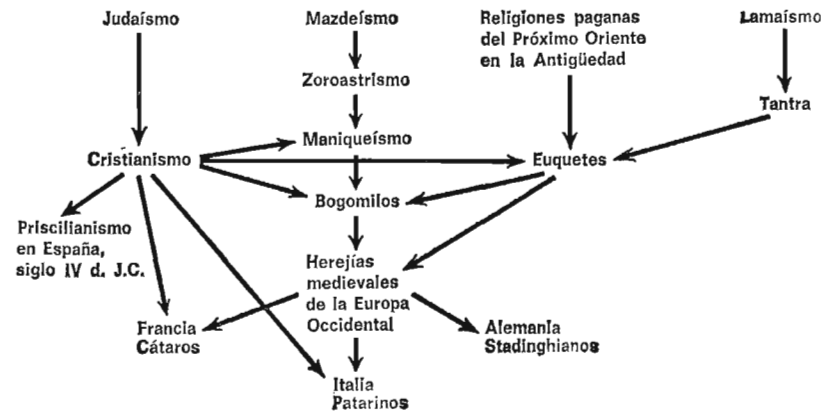 Judaísmo
Mazdeísmo
Religiones paganas
del Próximo Oriente
en la Antigüedad
Lamaísmo
Zoroastrismo
Tantra
Maniqueísmo
Cristianismo
Euquetes
Bogomilos
Priscilianismo
en España,
siglo IV d. J.C.
Herejías
medievales
de la Europa
Occidental
Francia
Cátaros
Alemania
Stadinghianos
Italia
Patarinos